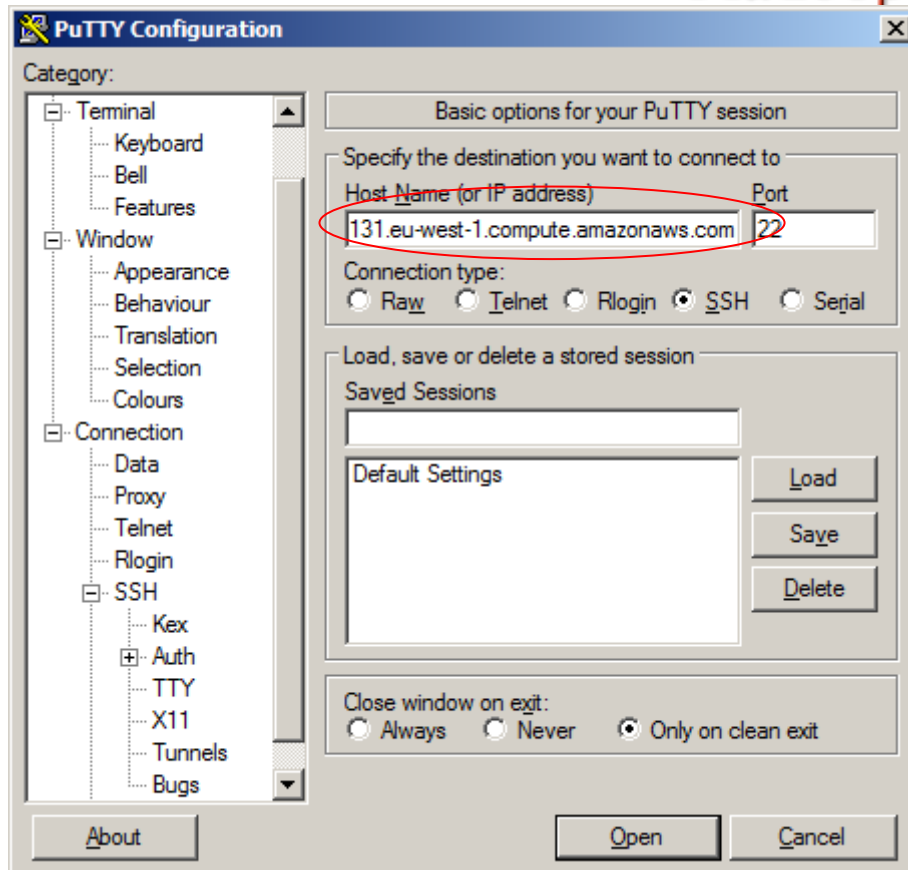 PuTTY Configuration
Category:
Terminal
Keyboard
Bell
Features
Window
Appearance
Behaviour
Translation
Selection
Colours
Connection
Data
Proxy
Telnet
Rlogin
SSH
Kex
Auth
TTY
X11
Tunnels
Bugs
Basic options for your PuTTY session
Specify the destination you want to connect to
Host Name (or IP address) Port
131.eu-west-1.compute.amazonaws.com 22
Connection type:
Raw Telnet Rlogin SSH Serial
Load, save or delete a stored session
Saved Sessions
Default Settings
Load
Save
Delete
Close window on exit:
Always Never Only on clean exit
About Open Cancel